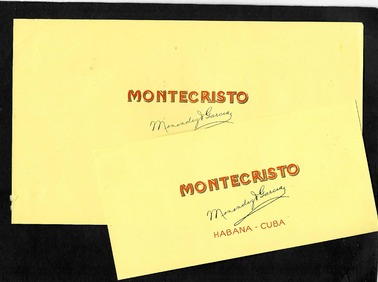 MONTECRISTO
Menendez y Garcia
MONTECRISTO
Menendez y Garcia
HABANA - CUBA